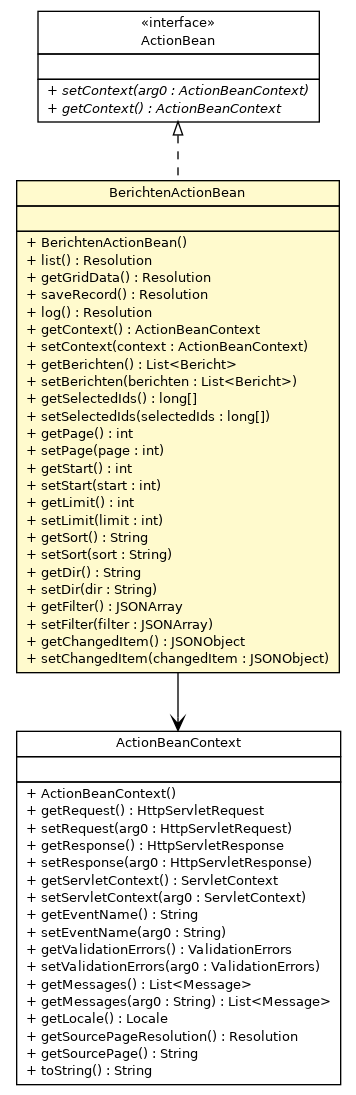 «interface»
ActionBean
+ setContext(arg0 : ActionBeanContext)
+ getContext() : ActionBeanContext
BerichtenActionBean
+ BerichtenActionBean()
+ list() : Resolution
+ getGridData() : Resolution
+ saveRecord() : Resolution
+ log() : Resolution
+ getContext() : ActionBeanContext
+ setContext(context : ActionBeanContext)
+ getBerichten() : List<Bericht>
+ setBerichten(berichten : List<Bericht>)
+ getSelectedIds() : long[]
+ setSelectedIds(selectedIds : long[])
+ getPage() : int
+ setPage(page : int)
+ getStart() : int
+ setStart(start : int)
+ getLimit() : int
+ setLimit(limit : int)
+ getSort() : String
+ setSort(sort : String)
+ getDir() : String
+ setDir(dir : String)
+ getFilter() : JSONArray
+ setFilter(filter : JSONArray)
+ getChangedItem() : JSONObject
+ setChangedItem(changedItem : JSONObject)
ActionBeanContext
+ ActionBeanContext()
+ getRequest() : HttpServletRequest
+ setRequest(arg0 : HttpServletRequest)
+ getResponse() : HttpServletResponse
+ setResponse(arg0 : HttpServletResponse)
+ getServletContext() : ServletContext
+ setServletContext(arg0 : ServletContext)
+ getEventName() : String
+ setEventName(arg0 : String)
+ getValidationErrors() : ValidationErrors
+ setValidationErrors(arg0 : ValidationErrors)
+ getMessages() : List<Message>
+ getMessages(arg0 : String) : List<Message>
+ getLocale() : Locale
+ getSourcePageResolution() : Resolution
+ getSourcePage() : String
+ toString() : String